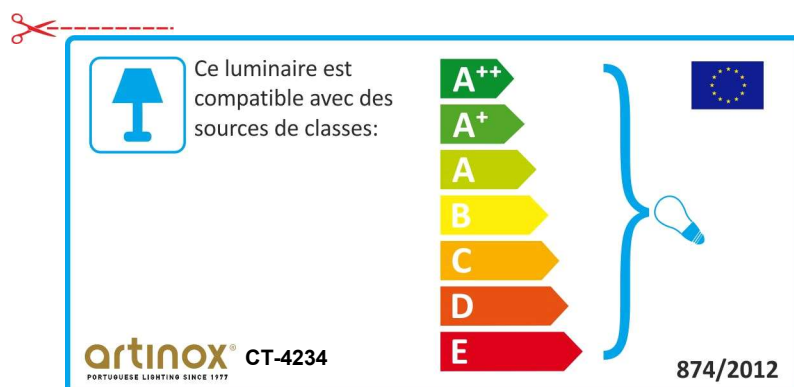 Ce luminaire est
compatible avec des
sources de classes:
A++
A+
A
B
C
D
E
artinox® CT-4234
PORTUGUESE LIGHTING SINCE 1977
874/2012